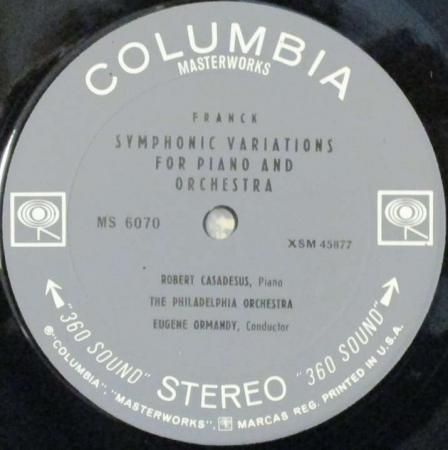 COLUMBIA
MASTERWORKS
FRANCK
SYMPHONIC VARIATIONS
FOR PIANO AND
ORCHESTRA
MS 6070
XSM 45877
ROBERT CASADESUS, Piano
THE PHILADELPHIA ORCHESTRA
EUGENE ORMANDY, Conductor
"360 SOUND" STEREO "360 SOUND"
® "COLUMBIA", "MASTERWORKS", MARCAS REG. PRINTED IN U.S.A.